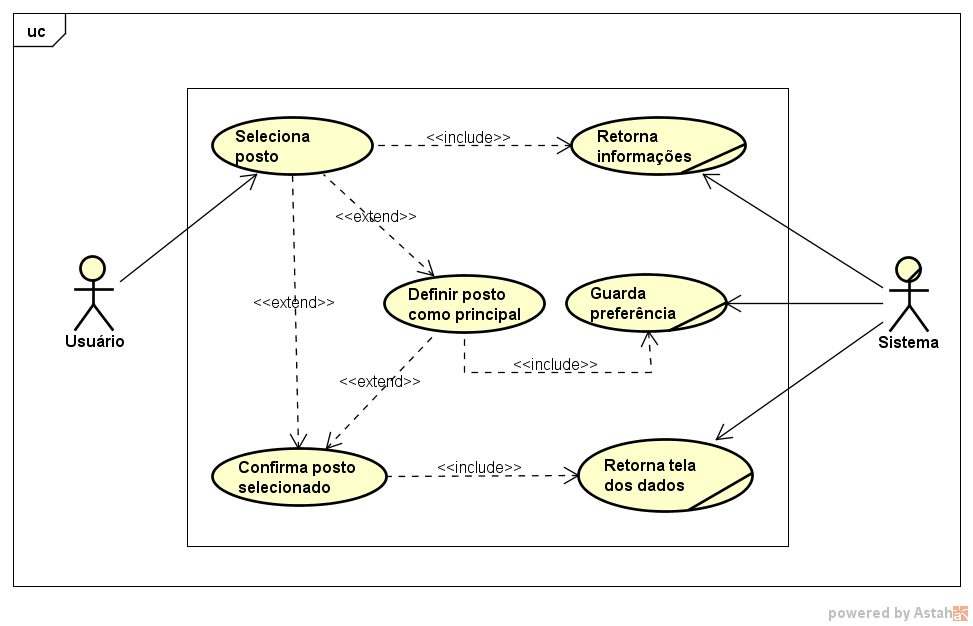 uc
Seleciona
posto
<<include>>
Retorna
informações
<<extend>>
Usuário
<<extend>>
Definir posto
como principal
Guarda
preferência
Sistema
<<include>>
<<extend>>
Confirma posto
selecionado
<<include>>
Retorna tela
dos dados
powered by Astah